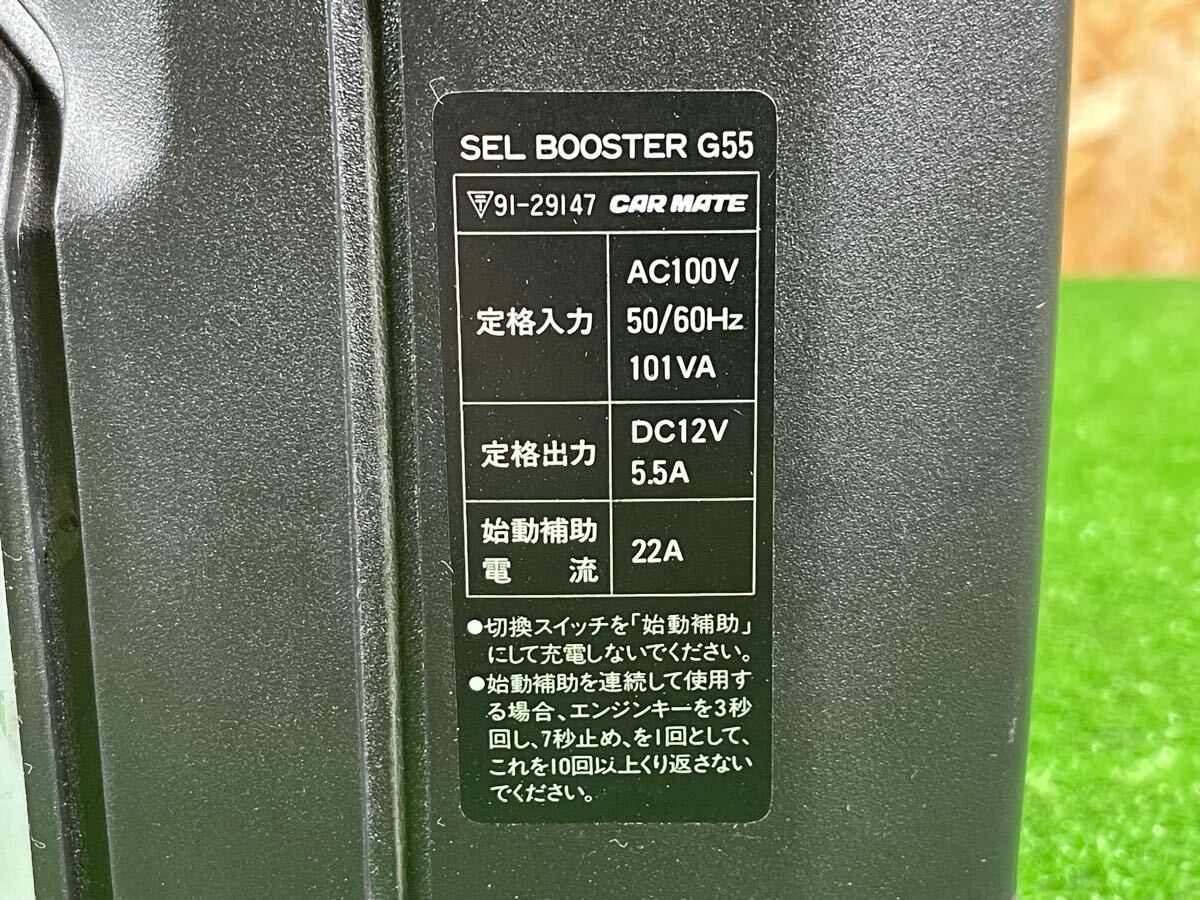 SEL BOOSTER G55
91-29147 CAR MATE
定格入力
AC100V
50/60Hz
101VA
定格出力
DC12V
5.5A
始動補助
電 流
22A
●切換スイッチを「始動補助」
にして充電しないでください。
●始動補助を連続して使用す
る場合、エンジンキーを3秒
回し、7秒止め、を1回として、
これを10回以上くり返さない
でください。